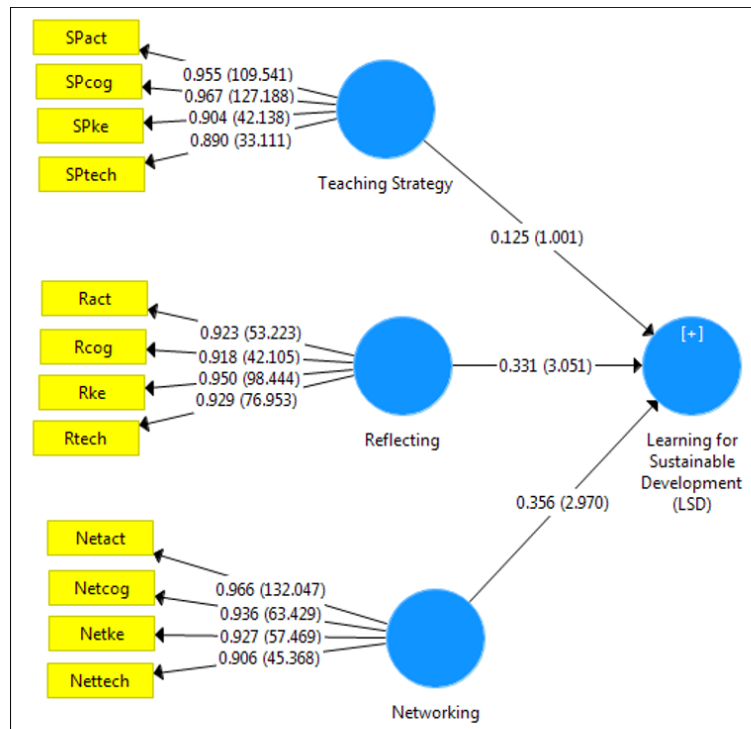 SPact
SPcog
SPke
SPtech
0.955 (109.541)
0.967 (127.188)
0.904 (42.138)
0.890 (33.111)
Teaching Strategy
0.125 (1.001)
Ract
Rcog
Rke
Rtech
0.923 (53.223)
0.918 (42.105)
0.950 (98.444)
0.929 (76.953)
Reflecting
0.331 (3.051)
[+]
Learning for
Sustainable
Development
(LSD)
0.356 (2.970)
Netact
Netcog
Netke
Nettech
0.966 (132.047)
0.936 (63.429)
0.927 (57.469)
0.906 (45.368)
Networking